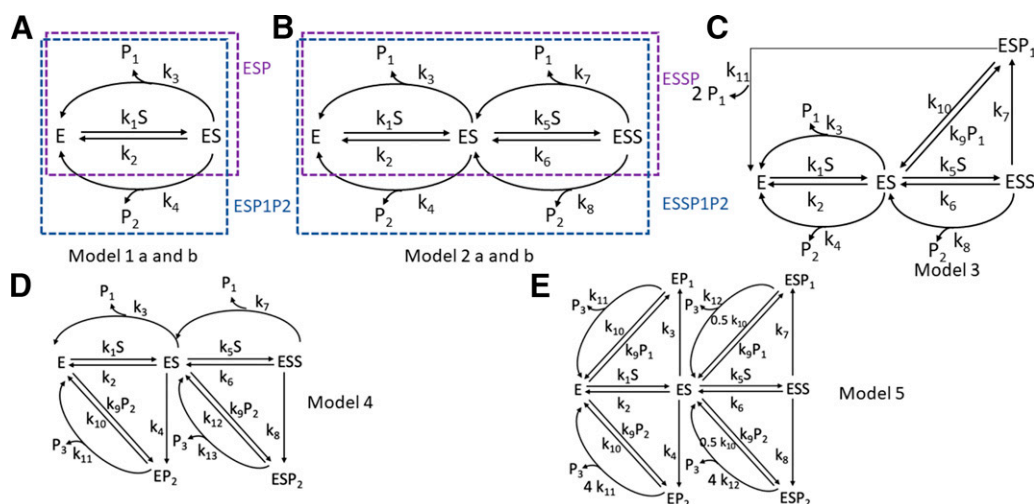 A
P₁
ESP
k₃
k₁S
E
ES
k₂
k₄
P₂
ESP1P2
Model 1 a and b
B
P₁
P₁
ESSP
k₃
k₇
k₁S
k₅S
E
ES
ESS
k₂
k₆
k₄
k₈
P₂
P₂
ESSP1P2
Model 2 a and b
C
ESP₁
k₁₁
2 P₁
k₁₀
k₇
P₁
k₃
k₉P₁
k₁S
k₅S
E
ES
ESS
k₂
k₆
P₂
k₄
P₂
k₈
Model 3
D
P₁
P₁
k₃
k₇
k₁S
k₅S
E
ES
ESS
k₂
k₆
k₉P₂
k₉P₂
k₁₀
k₄
k₁₂
k₈
P₃
k₁₁
P₃
k₁₃
EP₂
ESP₂
Model 4
E
EP₁
ESP₁
k₁₁
P₃
k₁₂
P₃
k₁₀
k₃
0.5 k₁₀
k₇
k₉P₁
k₉P₁
k₁S
k₅S
E
ES
ESS
k₂
k₆
k₉P₂
k₉P₂
k₁₀
k₄
0.5 k₁₀
k₈
P₃
4 k₁₁
P₃
4 k₁₂
EP₂
ESP₂
Model 5